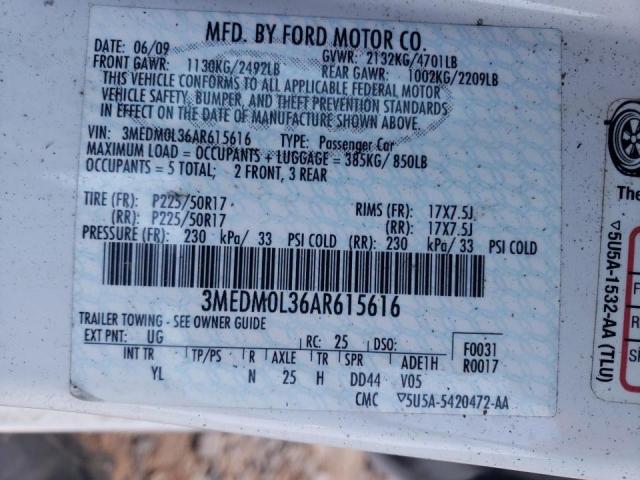 MFD. BY FORD MOTOR CO.
DATE: 06/09 GVWR: 2132KG/4701LB
FRONT GAWR: 1130KG/2492LB REAR GAWR: 1002KG/2209LB
THIS VEHICLE CONFORMS TO ALL APPLICABLE FEDERAL MOTOR
VEHICLE SAFETY, BUMPER, AND THEFT PREVENTION STANDARDS
IN EFFECT ON THE DATE OF MANUFACTURE SHOWN ABOVE.
VIN: 3MEDM0L36AR615616 TYPE: Passenger Car
MAXIMUM LOAD = OCCUPANTS + LUGGAGE = 385KG/ 850LB
OCCUPANTS = 5 TOTAL; 2 FRONT, 3 REAR
TIRE (FR): P225/50R17 RIMS (FR): 17X7.5J
(RR): P225/50R17 (RR): 17X7.5J
PRESSURE (FR): 230 kPa/ 33 PSI COLD (RR): 230 kPa/ 33 PSI COLD
3MEDM0L36AR615616
TRAILER TOWING - SEE OWNER GUIDE
EXT PNT: UG RC: 25 DSO: F0031
INT TR TP/PS R AXLE TR SPR ADE1H R0017
YL N 25 H DD44 V05
CMC ▽5U5A-5420472-AA
The
▽5U5A-1532-AA (TLU)
F
R